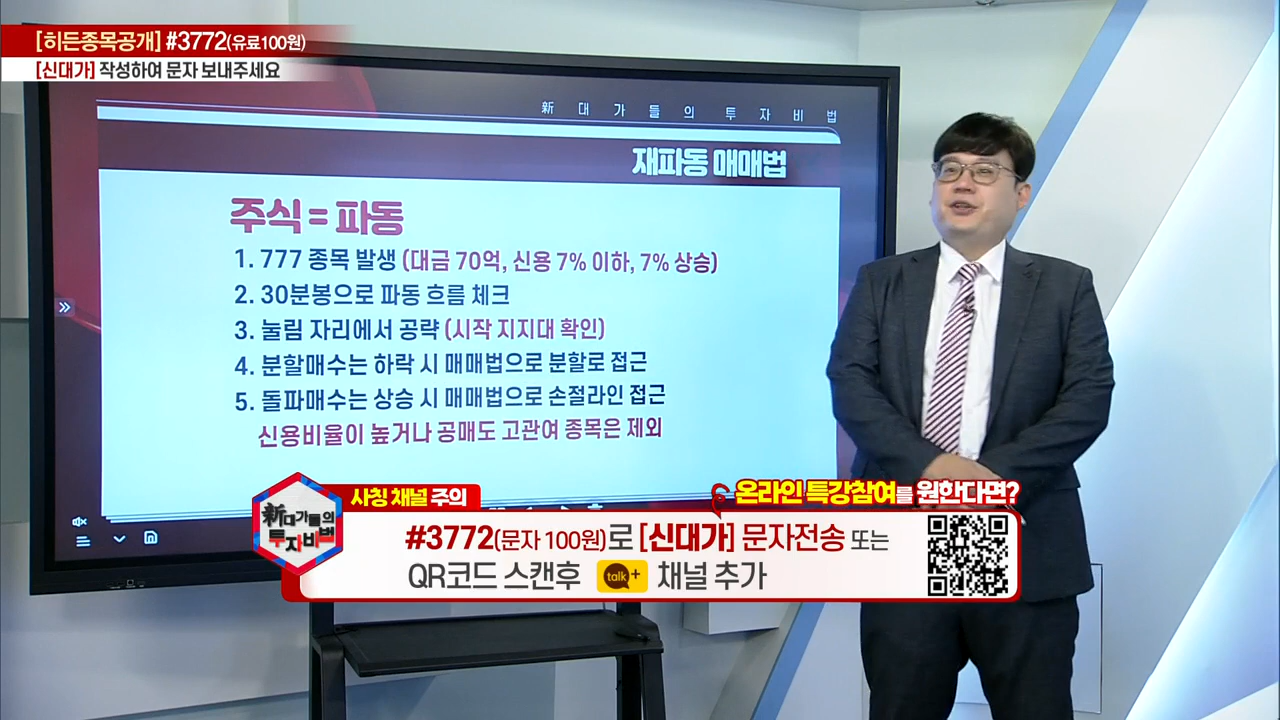 [히든종목공개] #3772(유료100원)
[신대가] 작성하여 문자 보내주세요
新 대 가 들 의 투 자 비 법
재파동 매매법
주식 = 파동
1. 777 종목 발생 (대금 70억, 신용 7% 이하, 7% 상승)
2. 30분봉으로 파동 흐름 체크
3. 눌림 자리에서 공략 (시작 지지대 확인)
4. 분할매수는 하락 시 매매법으로 분할로 접근
5. 돌파매수는 상승 시 매매법으로 손절라인 접근
신용비율이 높거나 공매도 고관여 종목은 제외
新대가들의
투자비법
사칭 채널 주의
온라인 특강참여를 원한다면?
#3772(문자 100원)로 [신대가] 문자전송 또는
QR코드 스캔후 talk+ 채널 추가